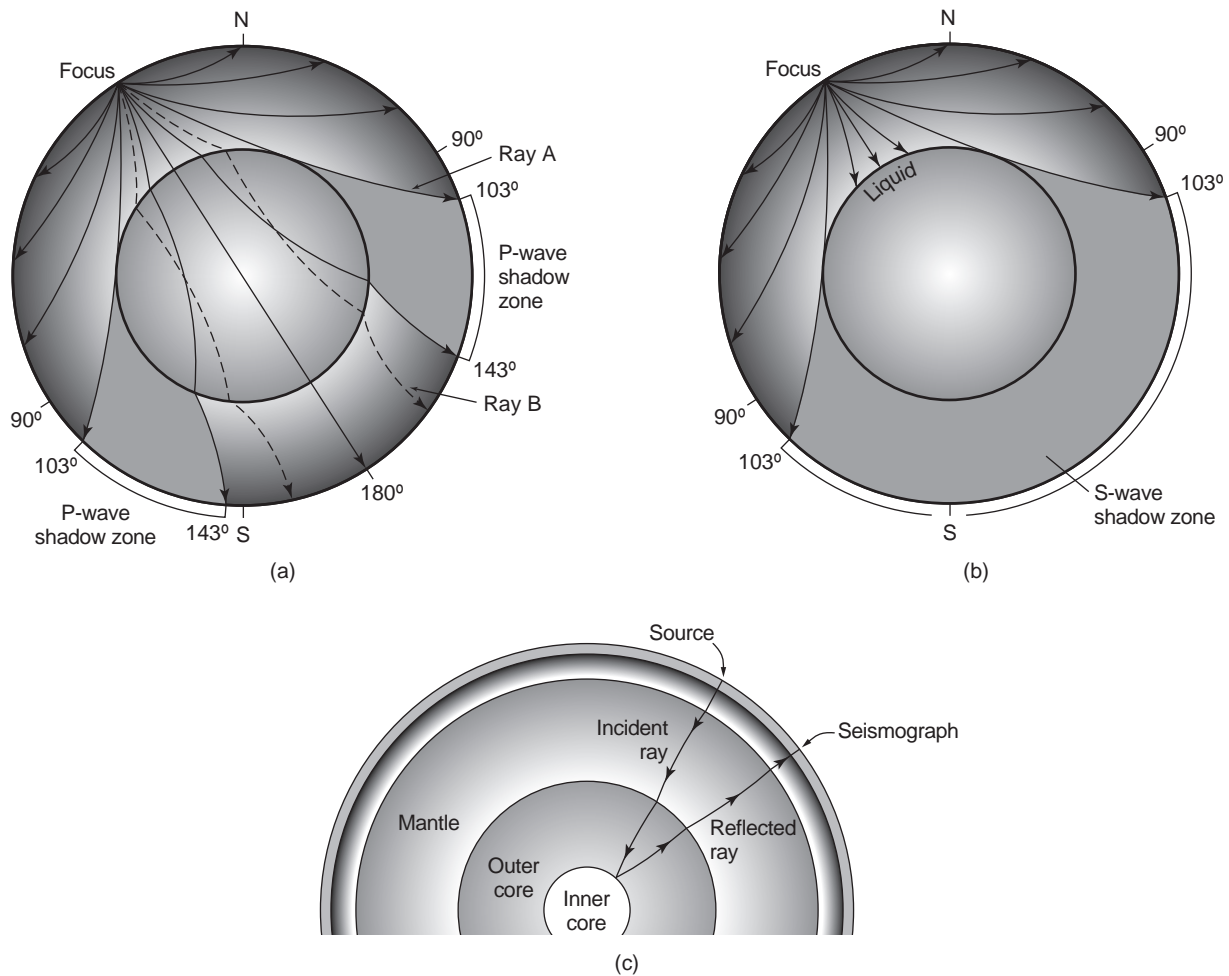 N
Focus
90º
Ray A
103º
P-wave
shadow
zone
143º
Ray B
180º
S
143º
P-wave
shadow zone
103º
90º
(a)
N
Focus
90º
103º
Liquid
90º
103º
S-wave
shadow zone
S
(b)
Source
Incident
ray
Seismograph
Mantle
Reflected
ray
Outer
core
Inner
core
(c)